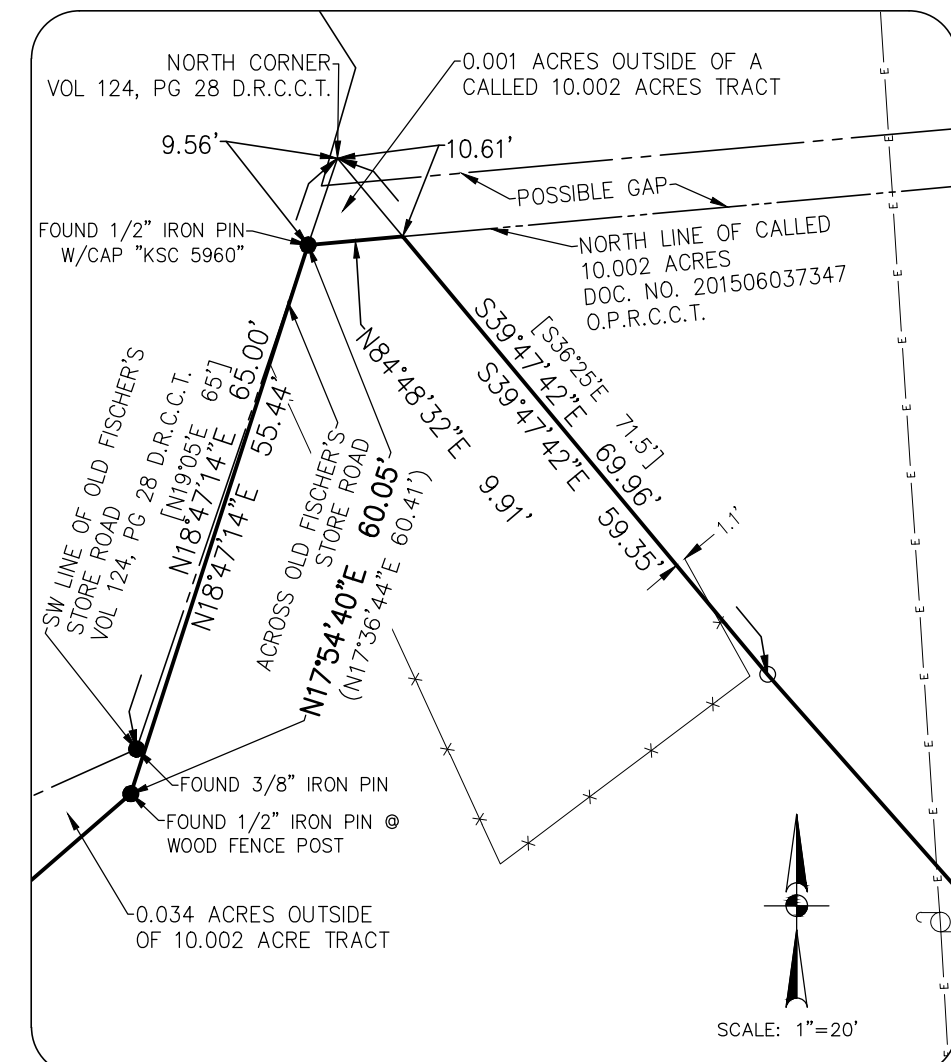 NORTH CORNER
VOL 124, PG 28 D.R.C.C.T.
0.001 ACRES OUTSIDE OF A
CALLED 10.002 ACRES TRACT
9.56’
10.61’
POSSIBLE GAP
FOUND 1/2” IRON PIN
W/CAP "KSC 5960”
NORTH LINE OF CALLED
10.002 ACRES
DOC. NO. 201506037347
O.P.R.C.C.T.
SW LINE OF OLD FISCHER'S
STORE ROAD
VOL 124, PG 28 D.R.C.C.T.
[N19°05’E 65’]
N18°47’14”E 65.00’
N18°47’14”E 55.44’
ACROSS OLD FISCHER'S
STORE ROAD
N17°54’40”E 60.05’
(N17°36’44”E 60.41’)
N84°48’32”E 9.91’
[S36°25’E 71.5’]
S39°47’42”E 69.96’
S39°47’42”E 59.35’
1.1’
FOUND 3/8” IRON PIN
FOUND 1/2” IRON PIN @
WOOD FENCE POST
0.034 ACRES OUTSIDE
OF 10.002 ACRE TRACT
SCALE: 1”=20’
E
E
E
E
E
E
E
E
E
E
E
E
E
E